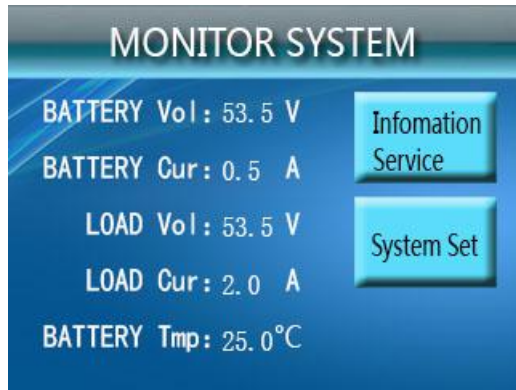 MONITOR SYSTEM
BATTERY Vol: 53.5 V
BATTERY Cur: 0.5 A
LOAD Vol: 53.5 V
LOAD Cur: 2.0 A
BATTERY Tmp: 25.0℃
Infomation
Service
System Set